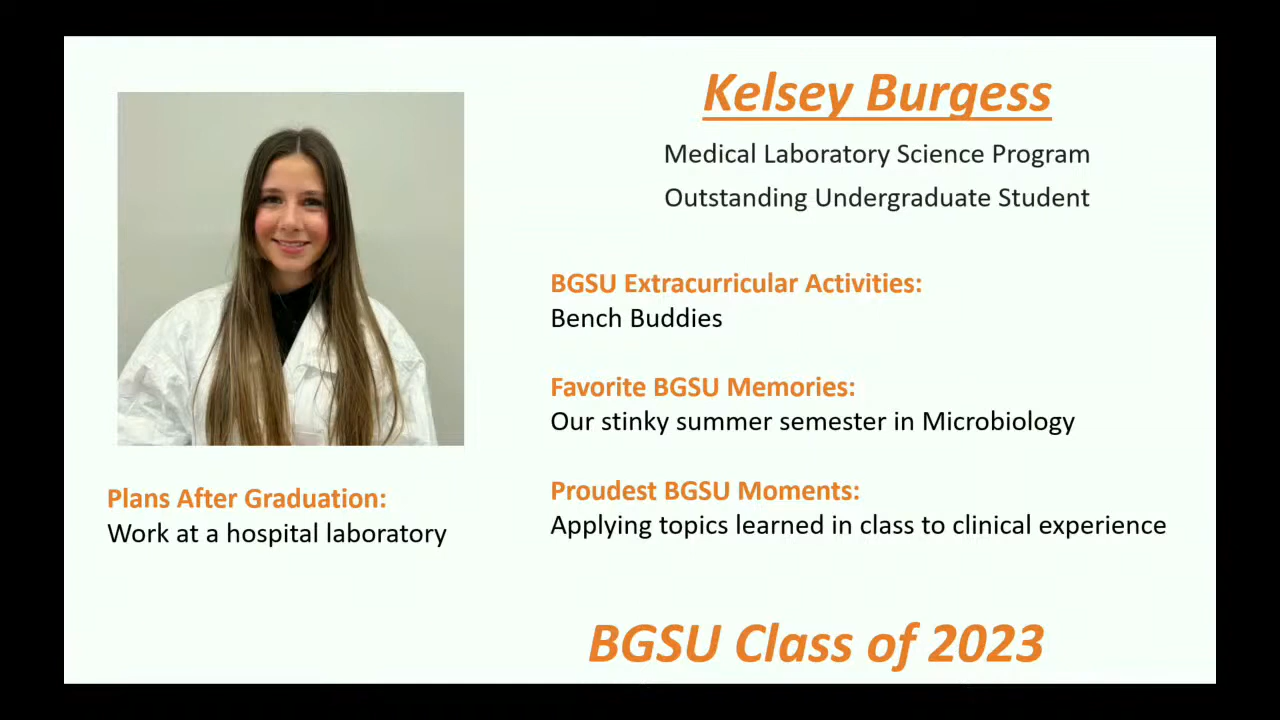 Kelsey Burgess
Medical Laboratory Science Program
Outstanding Undergraduate Student
BGSU Extracurricular Activities:
Bench Buddies
Favorite BGSU Memories:
Our stinky summer semester in Microbiology
Proudest BGSU Moments:
Applying topics learned in class to clinical experience
Plans After Graduation:
Work at a hospital laboratory
BGSU Class of 2023